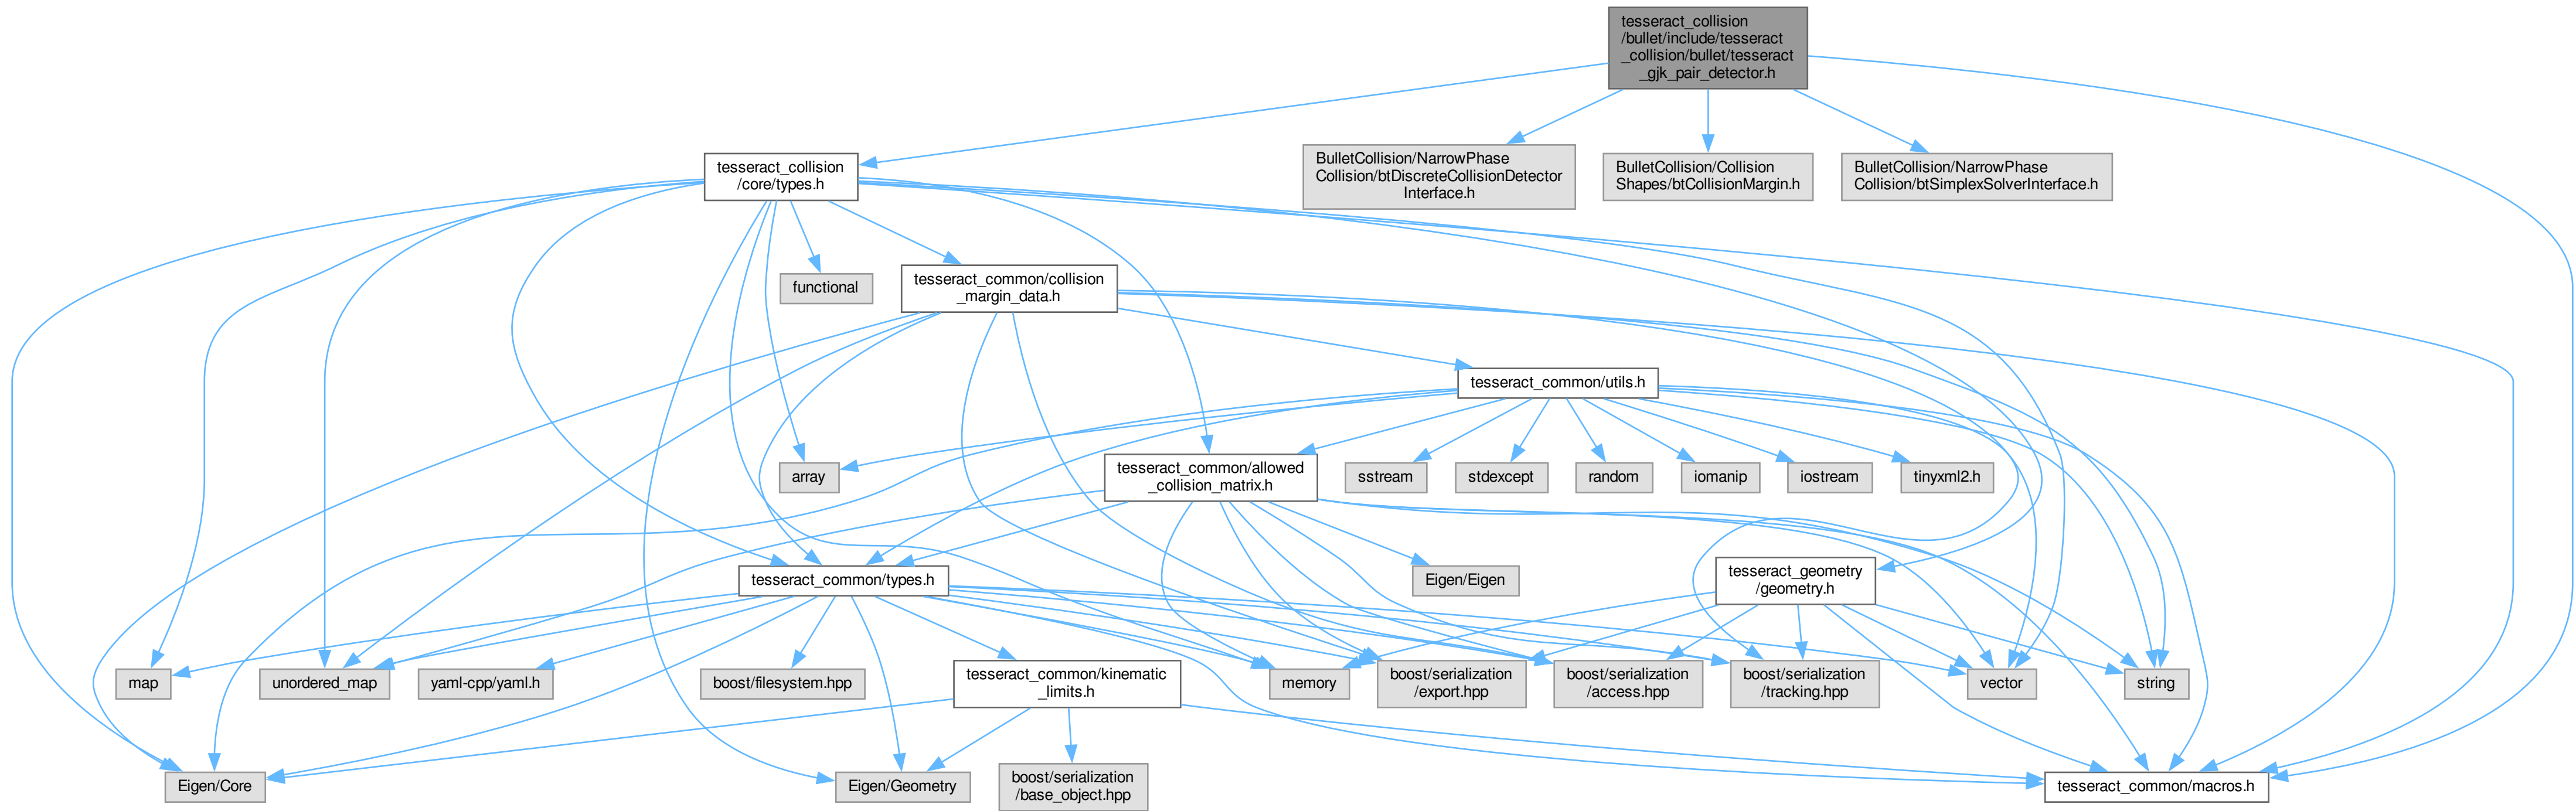 tesseract_collision
/bullet/include/tesseract
_collision/bullet/tesseract
_gjk_pair_detector.h
tesseract_collision
/core/types.h
BulletCollision/NarrowPhase
Collision/btDiscreteCollisionDetector
Interface.h
BulletCollision/Collision
Shapes/btCollisionMargin.h
BulletCollision/NarrowPhase
Collision/btSimplexSolverInterface.h
functional
tesseract_common/collision
_margin_data.h
tesseract_common/utils.h
array
tesseract_common/allowed
_collision_matrix.h
sstream
stdexcept
random
iomanip
iostream
tinyxml2.h
tesseract_common/types.h
Eigen/Eigen
tesseract_geometry
/geometry.h
map
unordered_map
yaml-cpp/yaml.h
boost/filesystem.hpp
tesseract_common/kinematic
_limits.h
memory
boost/serialization
/export.hpp
boost/serialization
/access.hpp
boost/serialization
/tracking.hpp
vector
string
Eigen/Core
Eigen/Geometry
boost/serialization
/base_object.hpp
tesseract_common/macros.h